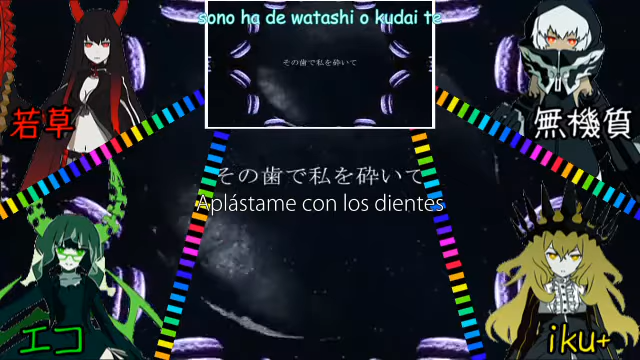 sono ha de watashi o kudai te
その歯で私を砕いて
若草
無機質
その歯で私を砕いて
Aplástame con los dientes
エコ
iku+